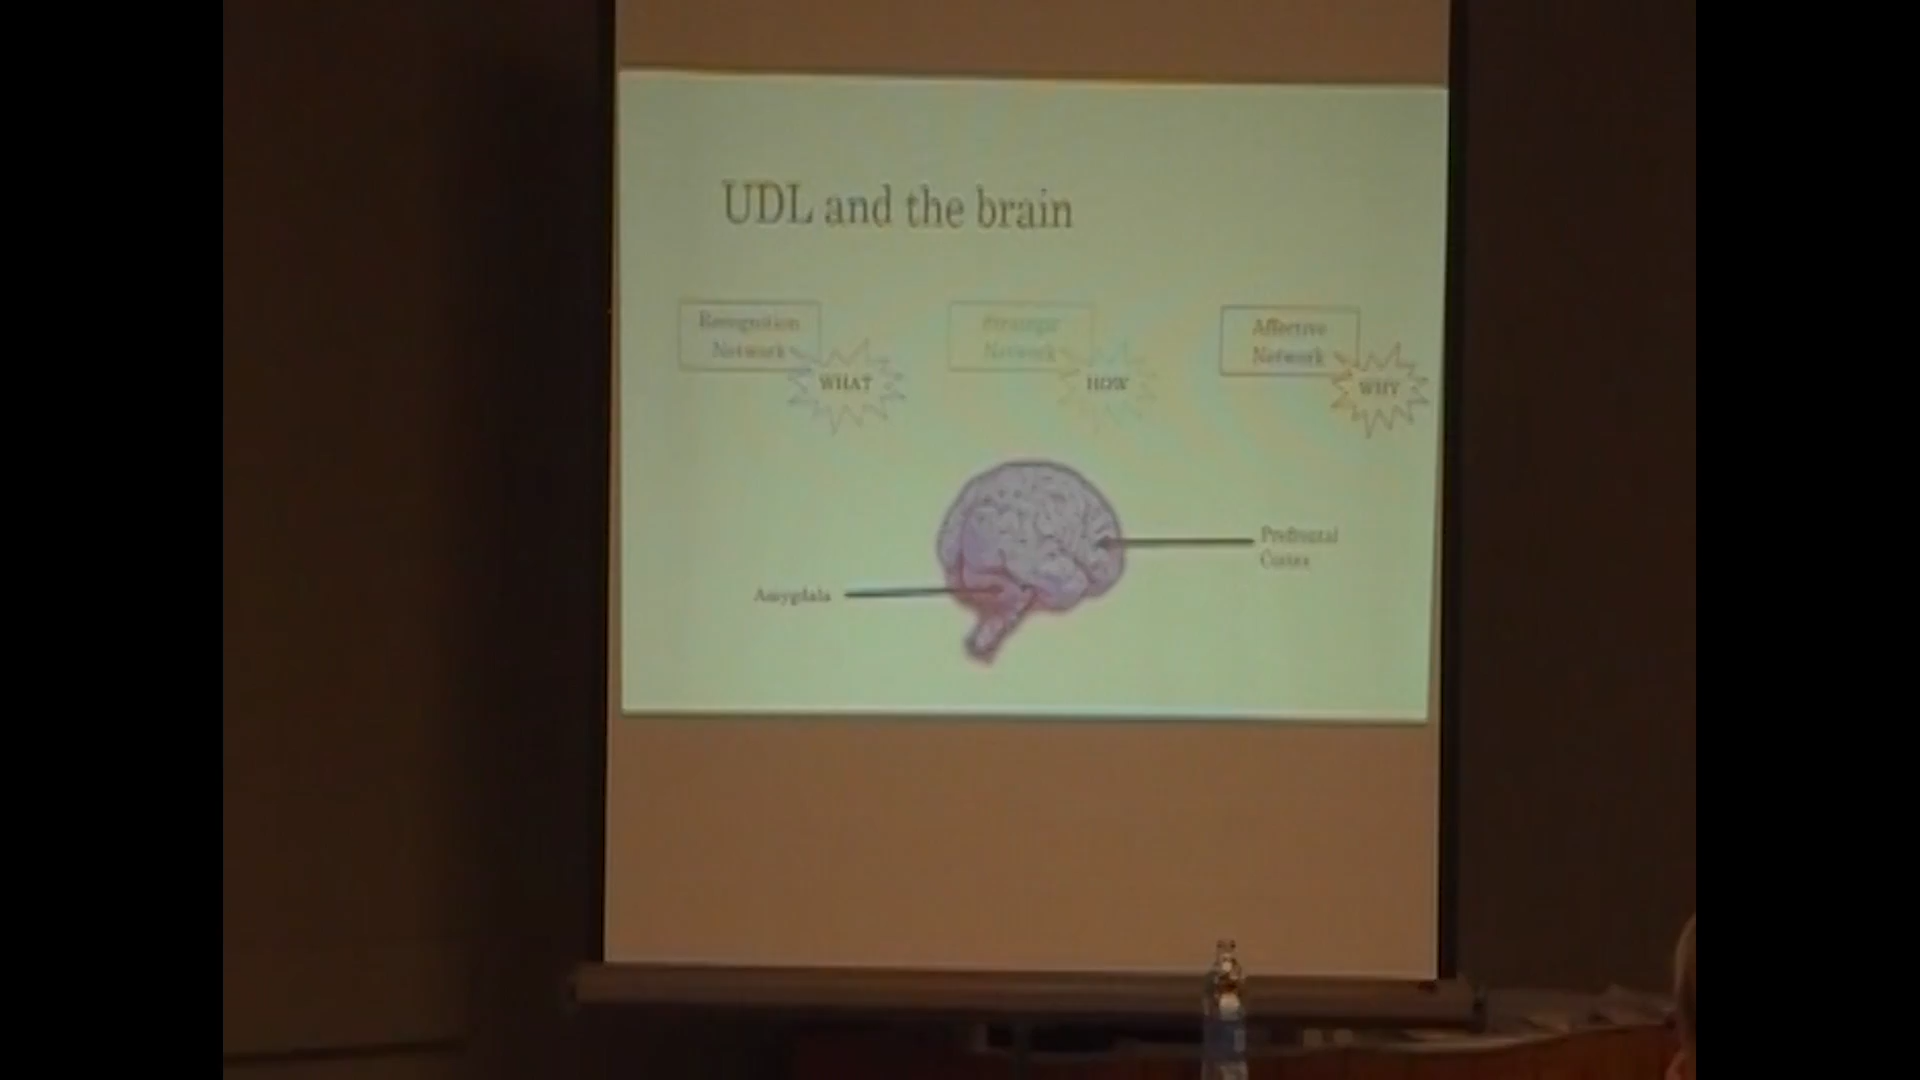 UDL and the brain
Recognition
Network
WHAT
Strategic
Network
HOW
Affective
Network
WHY
Prefrontal
Cortex
Amygdala